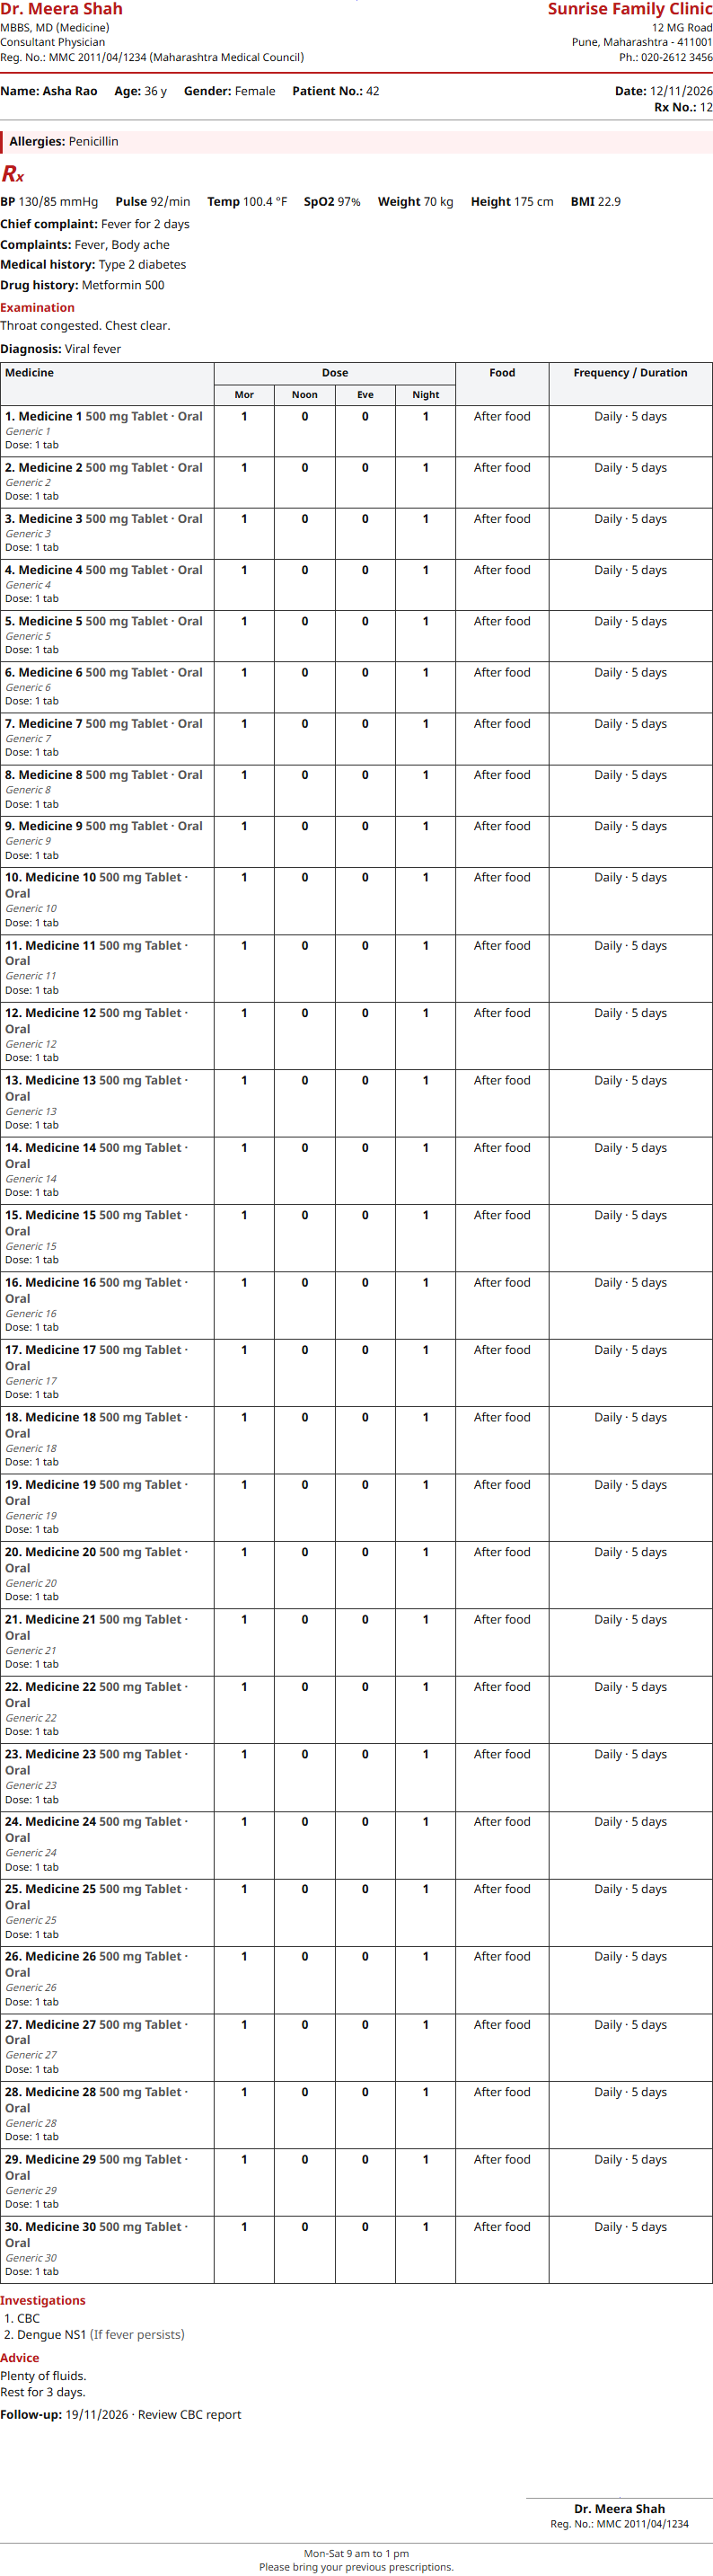 Dr. Meera Shah
Sunrise Family Clinic
MBBS, MD (Medicine)
12 MG Road
Consultant Physician
Pune, Maharashtra - 411001
Reg. No.: MMC 2011/04/1234 (Maharashtra Medical Council)
Ph.: 020-2612 3456
Name: Asha Rao Age: 36 y Gender: Female Patient No.: 42
Date: 12/11/2026
Rx No.: 12
Allergies: Penicillin
Rx
BP 130/85 mmHg Pulse 92/min Temp 100.4 °F SpO2 97% Weight 70 kg Height 175 cm BMI 22.9
Chief complaint: Fever for 2 days
Complaints: Fever, Body ache
Medical history: Type 2 diabetes
Drug history: Metformin 500
Examination
Throat congested. Chest clear.
Diagnosis: Viral fever
Medicine Dose Food Frequency / Duration
Mor Noon Eve Night
1. Medicine 1 500 mg Tablet · Oral 1 0 0 1 After food Daily · 5 days
Generic 1
Dose: 1 tab
2. Medicine 2 500 mg Tablet · Oral 1 0 0 1 After food Daily · 5 days
Generic 2
Dose: 1 tab
3. Medicine 3 500 mg Tablet · Oral 1 0 0 1 After food Daily · 5 days
Generic 3
Dose: 1 tab
4. Medicine 4 500 mg Tablet · Oral 1 0 0 1 After food Daily · 5 days
Generic 4
Dose: 1 tab
5. Medicine 5 500 mg Tablet · Oral 1 0 0 1 After food Daily · 5 days
Generic 5
Dose: 1 tab
6. Medicine 6 500 mg Tablet · Oral 1 0 0 1 After food Daily · 5 days
Generic 6
Dose: 1 tab
7. Medicine 7 500 mg Tablet · Oral 1 0 0 1 After food Daily · 5 days
Generic 7
Dose: 1 tab
8. Medicine 8 500 mg Tablet · Oral 1 0 0 1 After food Daily · 5 days
Generic 8
Dose: 1 tab
9. Medicine 9 500 mg Tablet · Oral 1 0 0 1 After food Daily · 5 days
Generic 9
Dose: 1 tab
10. Medicine 10 500 mg Tablet · 1 0 0 1 After food Daily · 5 days
Oral
Generic 10
Dose: 1 tab
11. Medicine 11 500 mg Tablet · 1 0 0 1 After food Daily · 5 days
Oral
Generic 11
Dose: 1 tab
12. Medicine 12 500 mg Tablet · 1 0 0 1 After food Daily · 5 days
Oral
Generic 12
Dose: 1 tab
13. Medicine 13 500 mg Tablet · 1 0 0 1 After food Daily · 5 days
Oral
Generic 13
Dose: 1 tab
14. Medicine 14 500 mg Tablet · 1 0 0 1 After food Daily · 5 days
Oral
Generic 14
Dose: 1 tab
15. Medicine 15 500 mg Tablet · 1 0 0 1 After food Daily · 5 days
Oral
Generic 15
Dose: 1 tab
16. Medicine 16 500 mg Tablet · 1 0 0 1 After food Daily · 5 days
Oral
Generic 16
Dose: 1 tab
17. Medicine 17 500 mg Tablet · 1 0 0 1 After food Daily · 5 days
Oral
Generic 17
Dose: 1 tab
18. Medicine 18 500 mg Tablet · 1 0 0 1 After food Daily · 5 days
Oral
Generic 18
Dose: 1 tab
19. Medicine 19 500 mg Tablet · 1 0 0 1 After food Daily · 5 days
Oral
Generic 19
Dose: 1 tab
20. Medicine 20 500 mg Tablet · 1 0 0 1 After food Daily · 5 days
Oral
Generic 20
Dose: 1 tab
21. Medicine 21 500 mg Tablet · 1 0 0 1 After food Daily · 5 days
Oral
Generic 21
Dose: 1 tab
22. Medicine 22 500 mg Tablet · 1 0 0 1 After food Daily · 5 days
Oral
Generic 22
Dose: 1 tab
23. Medicine 23 500 mg Tablet · 1 0 0 1 After food Daily · 5 days
Oral
Generic 23
Dose: 1 tab
24. Medicine 24 500 mg Tablet · 1 0 0 1 After food Daily · 5 days
Oral
Generic 24
Dose: 1 tab
25. Medicine 25 500 mg Tablet · 1 0 0 1 After food Daily · 5 days
Oral
Generic 25
Dose: 1 tab
26. Medicine 26 500 mg Tablet · 1 0 0 1 After food Daily · 5 days
Oral
Generic 26
Dose: 1 tab
27. Medicine 27 500 mg Tablet · 1 0 0 1 After food Daily · 5 days
Oral
Generic 27
Dose: 1 tab
28. Medicine 28 500 mg Tablet · 1 0 0 1 After food Daily · 5 days
Oral
Generic 28
Dose: 1 tab
29. Medicine 29 500 mg Tablet · 1 0 0 1 After food Daily · 5 days
Oral
Generic 29
Dose: 1 tab
30. Medicine 30 500 mg Tablet · 1 0 0 1 After food Daily · 5 days
Oral
Generic 30
Dose: 1 tab
Investigations
1. CBC
2. Dengue NS1 (If fever persists)
Advice
Plenty of fluids.
Rest for 3 days.
Follow-up: 19/11/2026 · Review CBC report
Dr. Meera Shah
Reg. No.: MMC 2011/04/1234
Mon-Sat 9 am to 1 pm
Please bring your previous prescriptions.